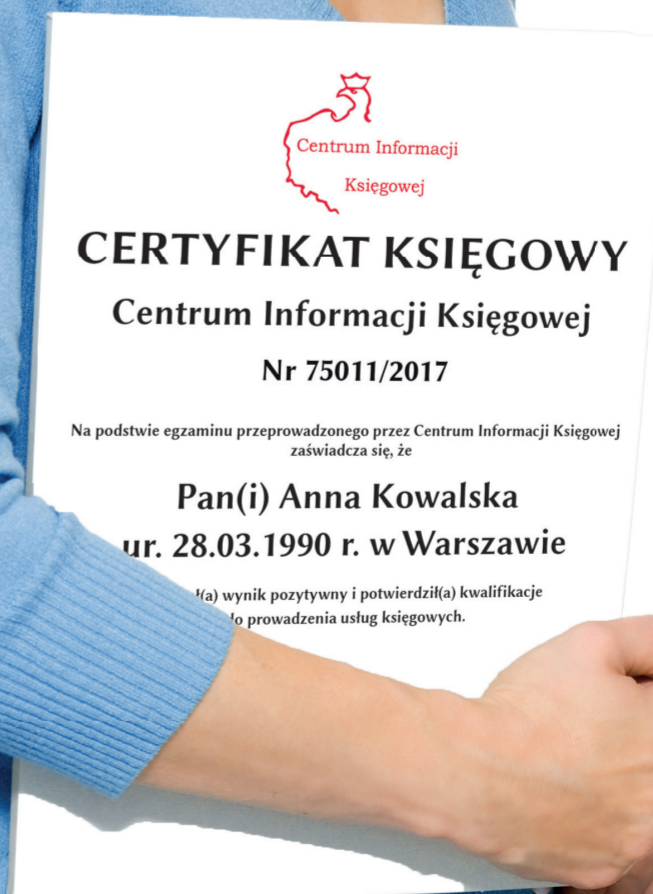 Centrum Informacji
Księgowej
CERTYFIKAT KSIĘGOWY
Centrum Informacji Księgowej
Nr 75011/2017
Na podstwie egzaminu przeprowadzonego przez Centrum Informacji Księgowej
zaświadcza się, że
Pan(i) Anna Kowalska
ur. 28.03.1990 r. w Warszawie
wynik pozytywny i potwierdził(a) kwalifikacje
prowadzenia usług księgowych.